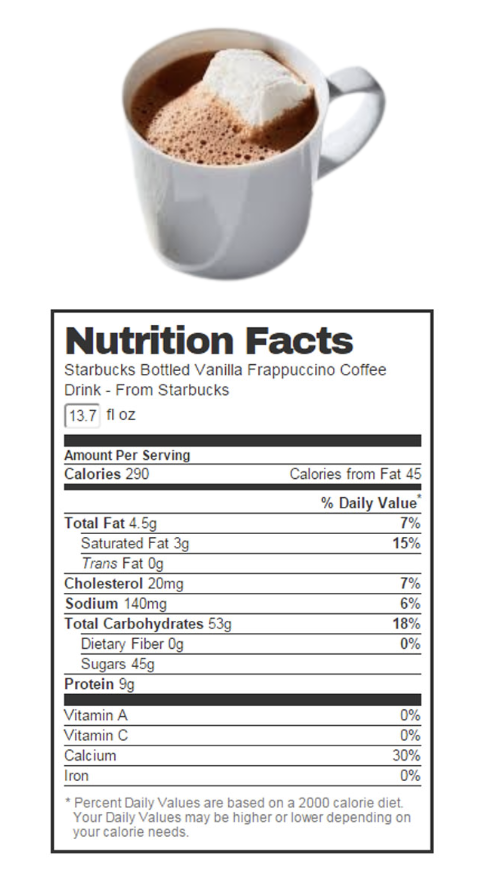 Nutrition Facts
Starbucks Bottled Vanilla Frappuccino Coffee
Drink - From Starbucks
13.7 fl oz
Amount Per Serving
Calories 290 Calories from Fat 45
% Daily Value*
Total Fat 4.5g 7%
Saturated Fat 3g 15%
Trans Fat 0g
Cholesterol 20mg 7%
Sodium 140mg 6%
Total Carbohydrates 53g 18%
Dietary Fiber 0g 0%
Sugars 45g
Protein 9g
Vitamin A 0%
Vitamin C 0%
Calcium 30%
Iron 0%
* Percent Daily Values are based on a 2000 calorie diet.
Your Daily Values may be higher or lower depending on
your calorie needs.